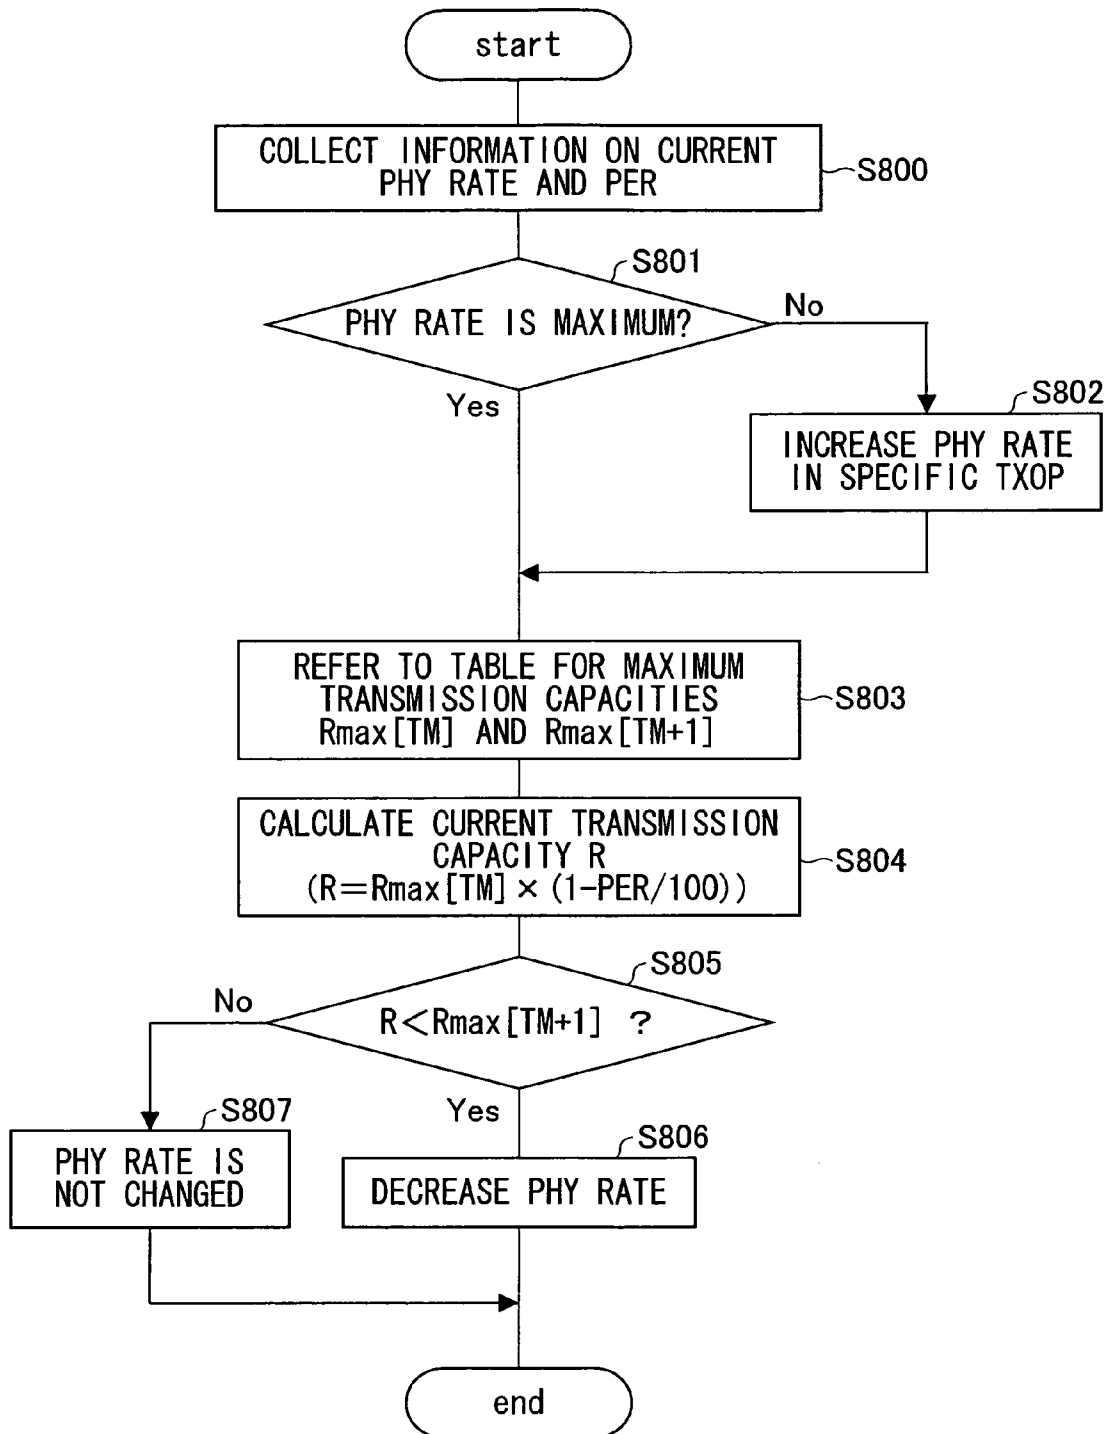 start
COLLECT INFORMATION ON CURRENT
PHY RATE AND PER
S800
S801
PHY RATE IS MAXIMUM?
No
Yes
S802
INCREASE PHY RATE
IN SPECIFIC TXOP
REFER TO TABLE FOR MAXIMUM
TRANSMISSION CAPACITIES
Rmax[TM] AND Rmax[TM+1]
S803
CALCULATE CURRENT TRANSMISSION
CAPACITY R
(R=Rmax[TM]×(1-PER/100))
S804
S805
No
R<Rmax[TM+1] ?
Yes
S807
PHY RATE IS
NOT CHANGED
S806
DECREASE PHY RATE
end